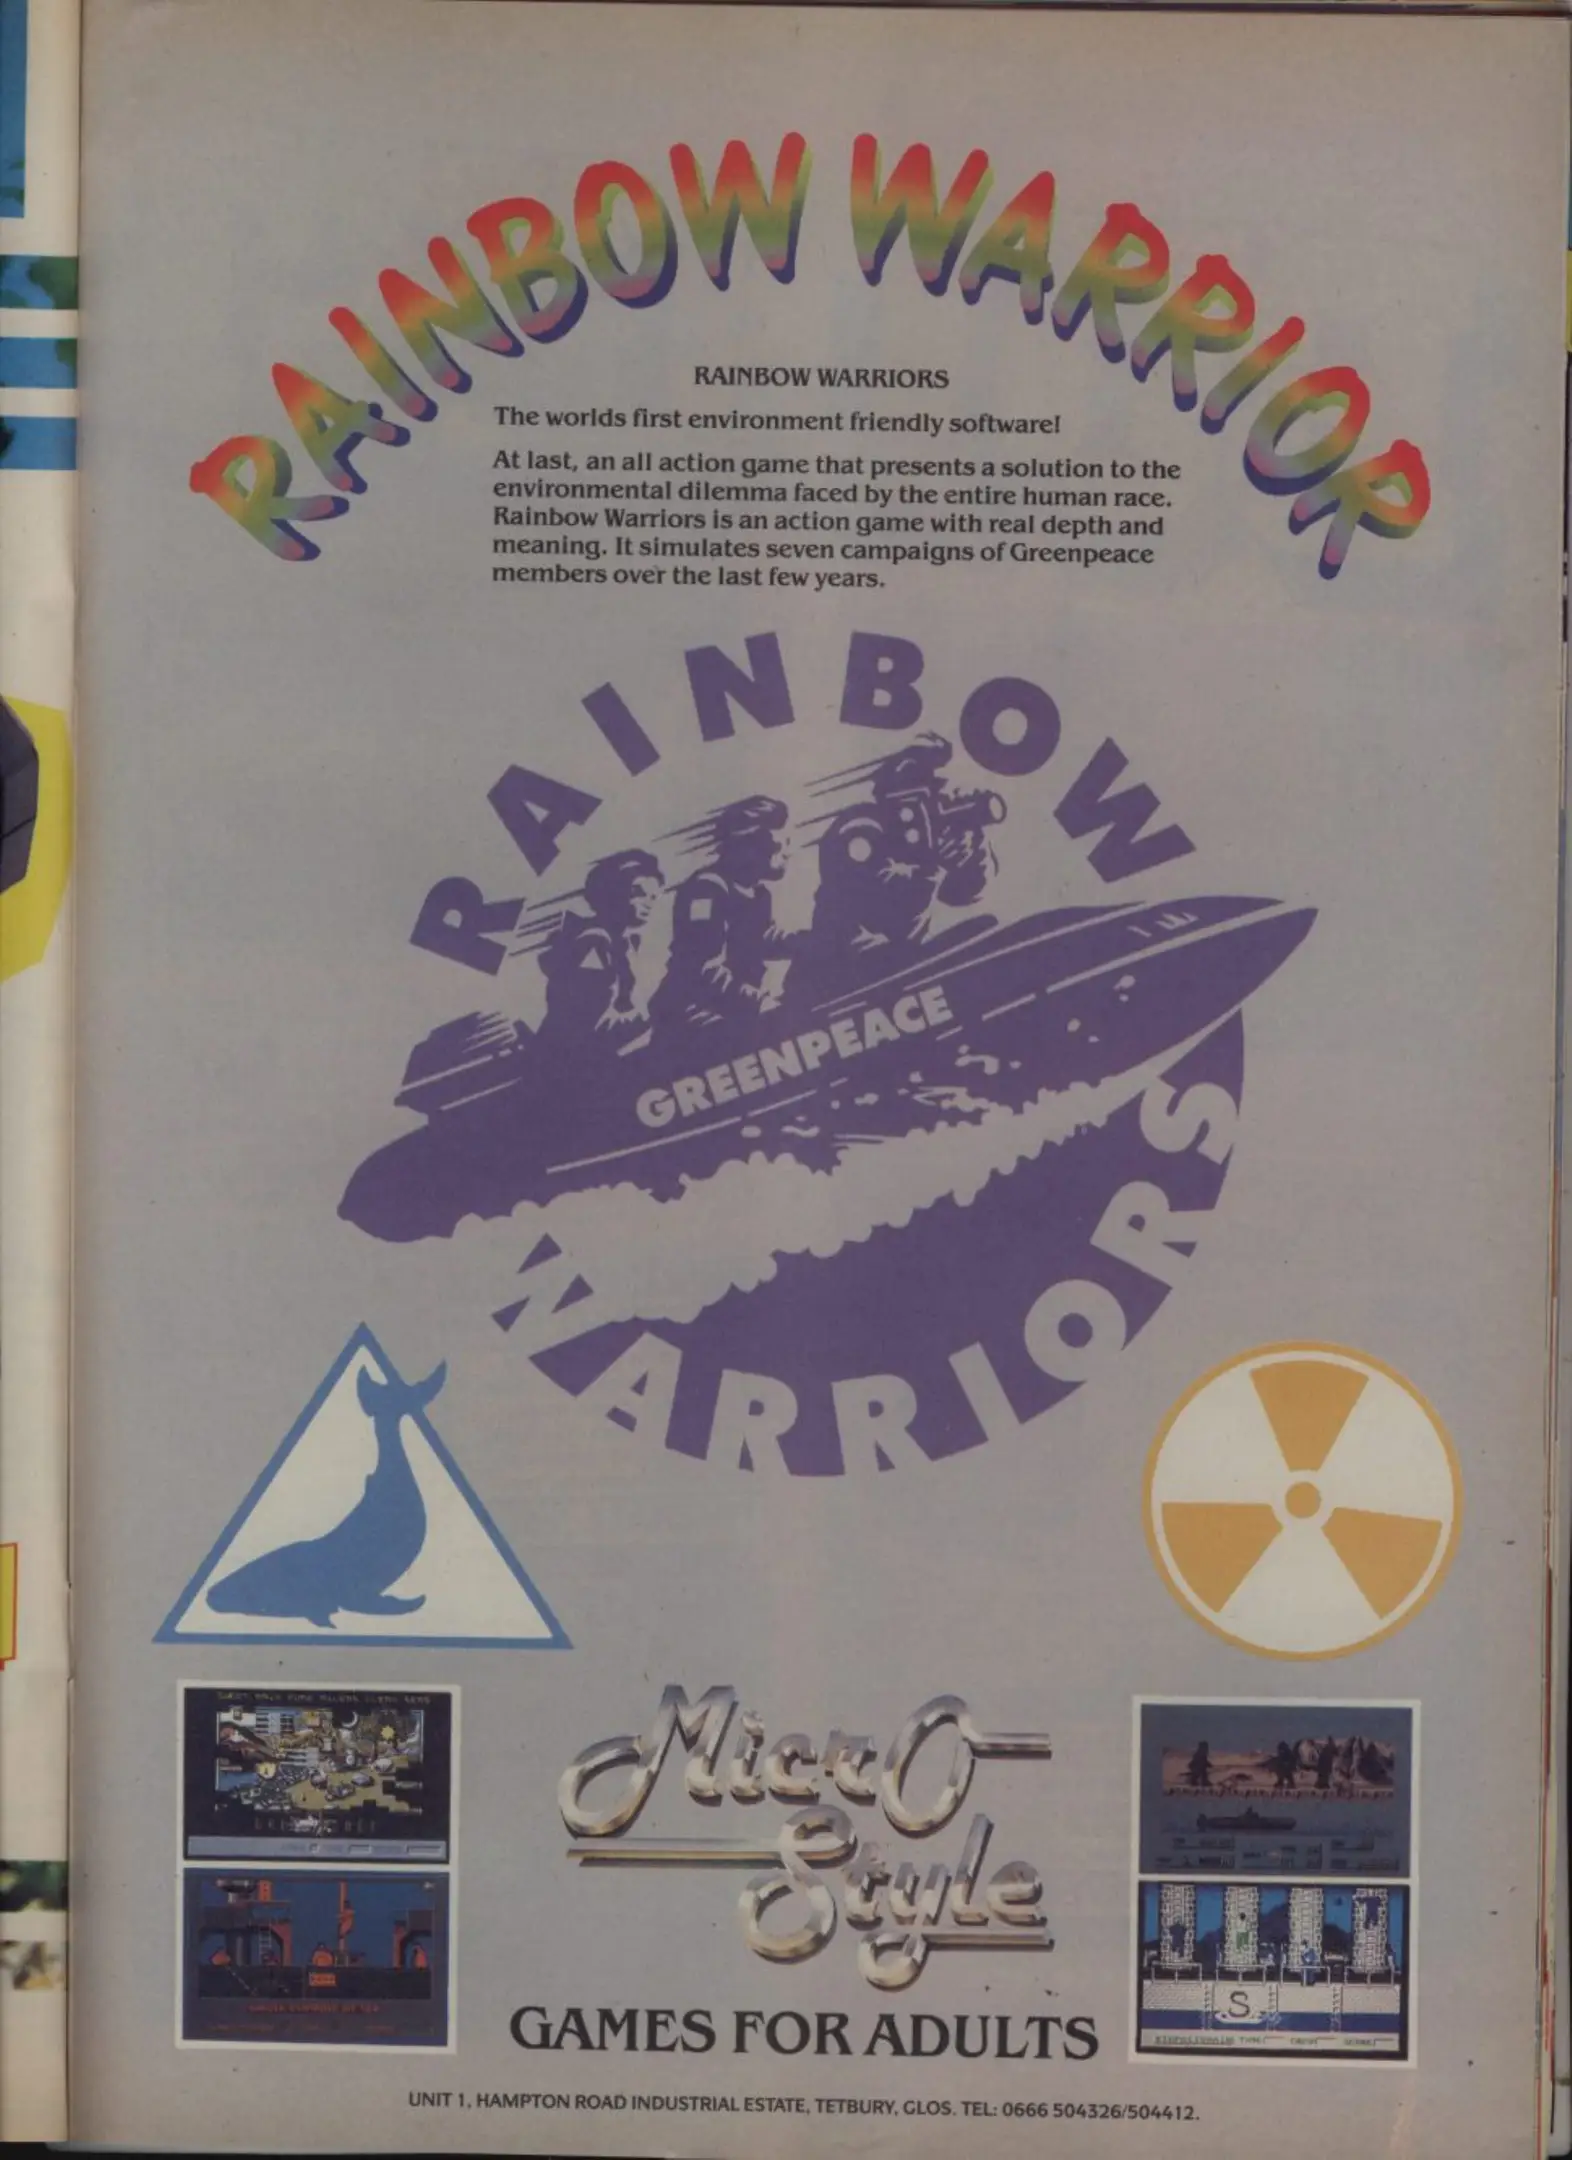 RAINBOW WARRIOR
RAINBOW WARRIORS
The worlds first environment friendly software!
At last, an all action game that presents a solution to the
environmental dilemma faced by the entire human race.
Rainbow Warriors is an action game with real depth and
meaning. It simulates seven campaigns of Greenpeace
members over the last few years.
RAINBOW
GREENPEACE
WARRIORS
Micro
Style
S
GAMES FOR ADULTS
UNIT 1, HAMPTON ROAD INDUSTRIAL ESTATE, TETBURY, GLOS. TEL: 0666 504326/504412.